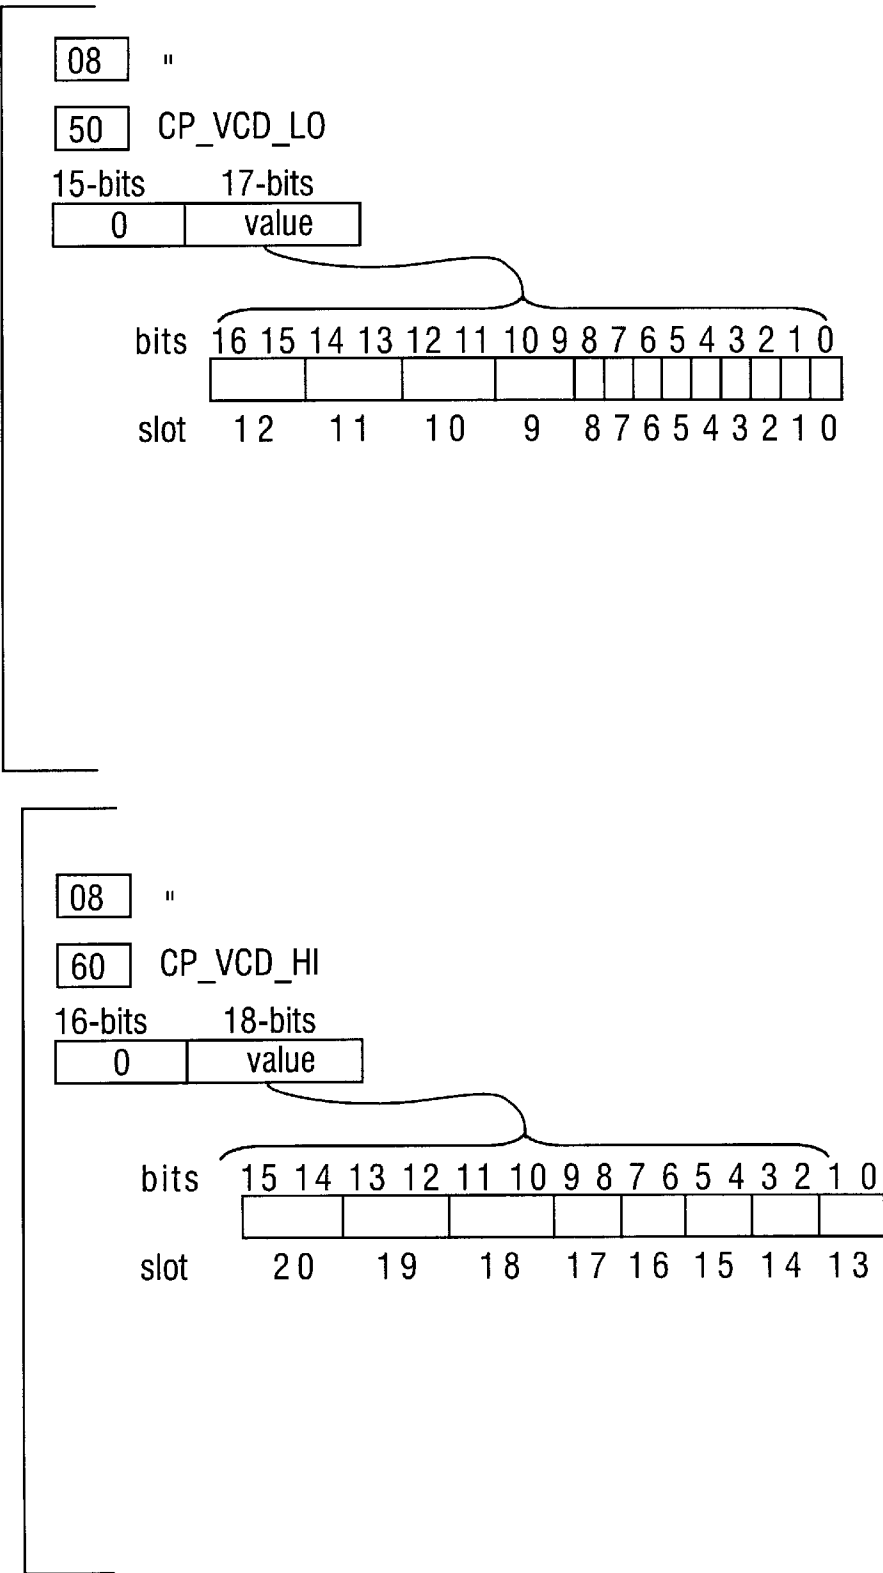 08 "
50 CP_VCD_LO
15-bits 17-bits
0 value
bits 16 15 14 13 12 11 10 9 8 7 6 5 4 3 2 1 0
slot 12 11 10 9 8 7 6 5 4 3 2 1 0
08 "
60 CP_VCD_HI
16-bits 18-bits
0 value
bits 15 14 13 12 11 10 9 8 7 6 5 4 3 2 1 0
slot 20 19 18 17 16 15 14 13